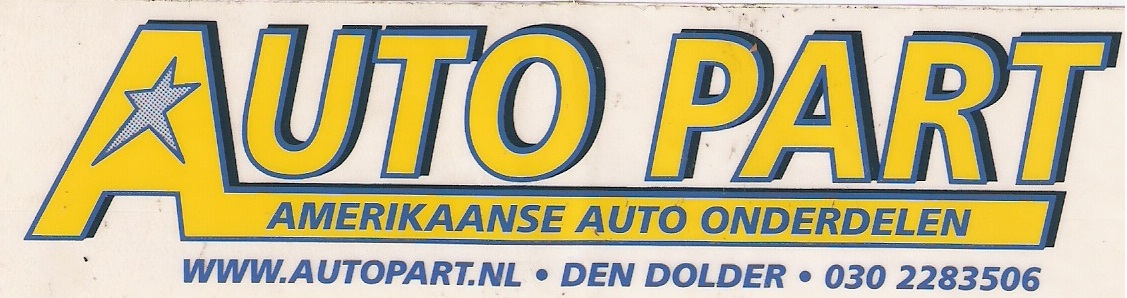 AUTO PART
AMERIKAANSE AUTO ONDERDELEN
WWW.AUTOPART.NL • DEN DOLDER • 030 2283506